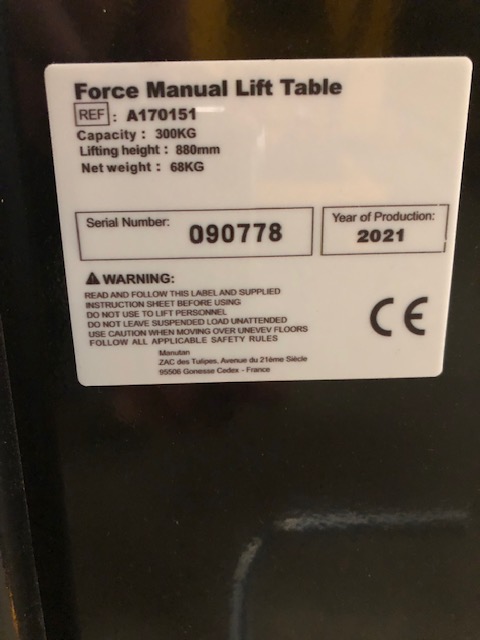 Force Manual Lift Table
REF : A170151
Capacity : 300KG
Lifting height : 880mm
Net weight : 68KG
Serial Number: 090778
Year of Production: 2021
WARNING:
READ AND FOLLOW THIS LABEL AND SUPPLIED
INSTRUCTION SHEET BEFORE USING
DO NOT USE TO LIFT PERSONNEL
DO NOT LEAVE SUSPENDED LOAD UNATTENDED
USE CAUTION WHEN MOVING OVER UNEVEV FLOORS
FOLLOW ALL APPLICABLE SAFETY RULES
CE
Manutan
ZAC des Tulipes, Avenue du 21ème Siècle
95506 Gonesse Cedex - France